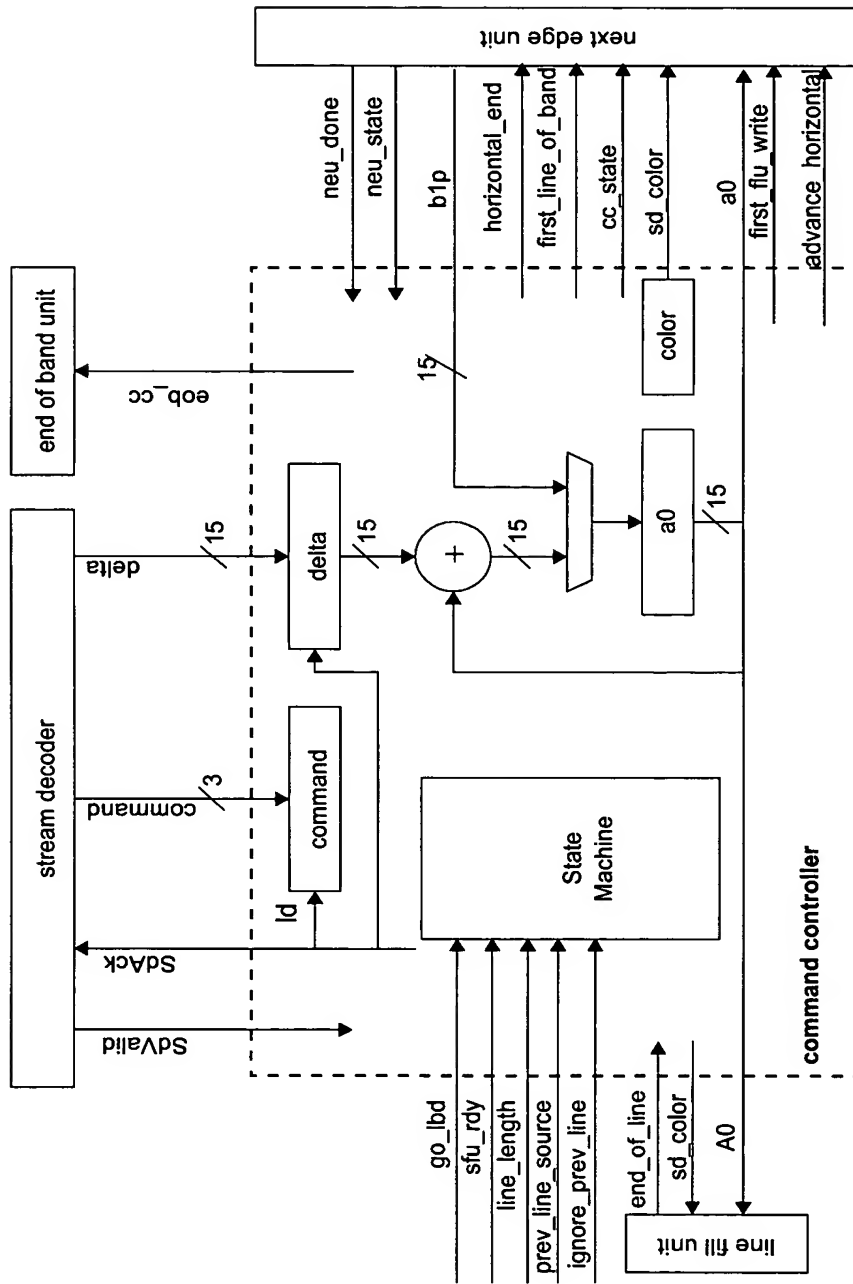 stream decoder
end of band unit
SdValid
SdAck
command
3
delta
15
eob_cc
neu_done
neu_state
b1p
horizontal_end
first_line_of_band
cc_state
sd_color
a0
first_flu_write
advance_horizontal
next edge unit
ld
command
delta
15
+
15
15
a0
15
color
State
Machine
go_lbd
sfu_rdy
line_length
prev_line_source
ignore_prev_line
end_of_line
sd_color
A0
line fill unit
command controller